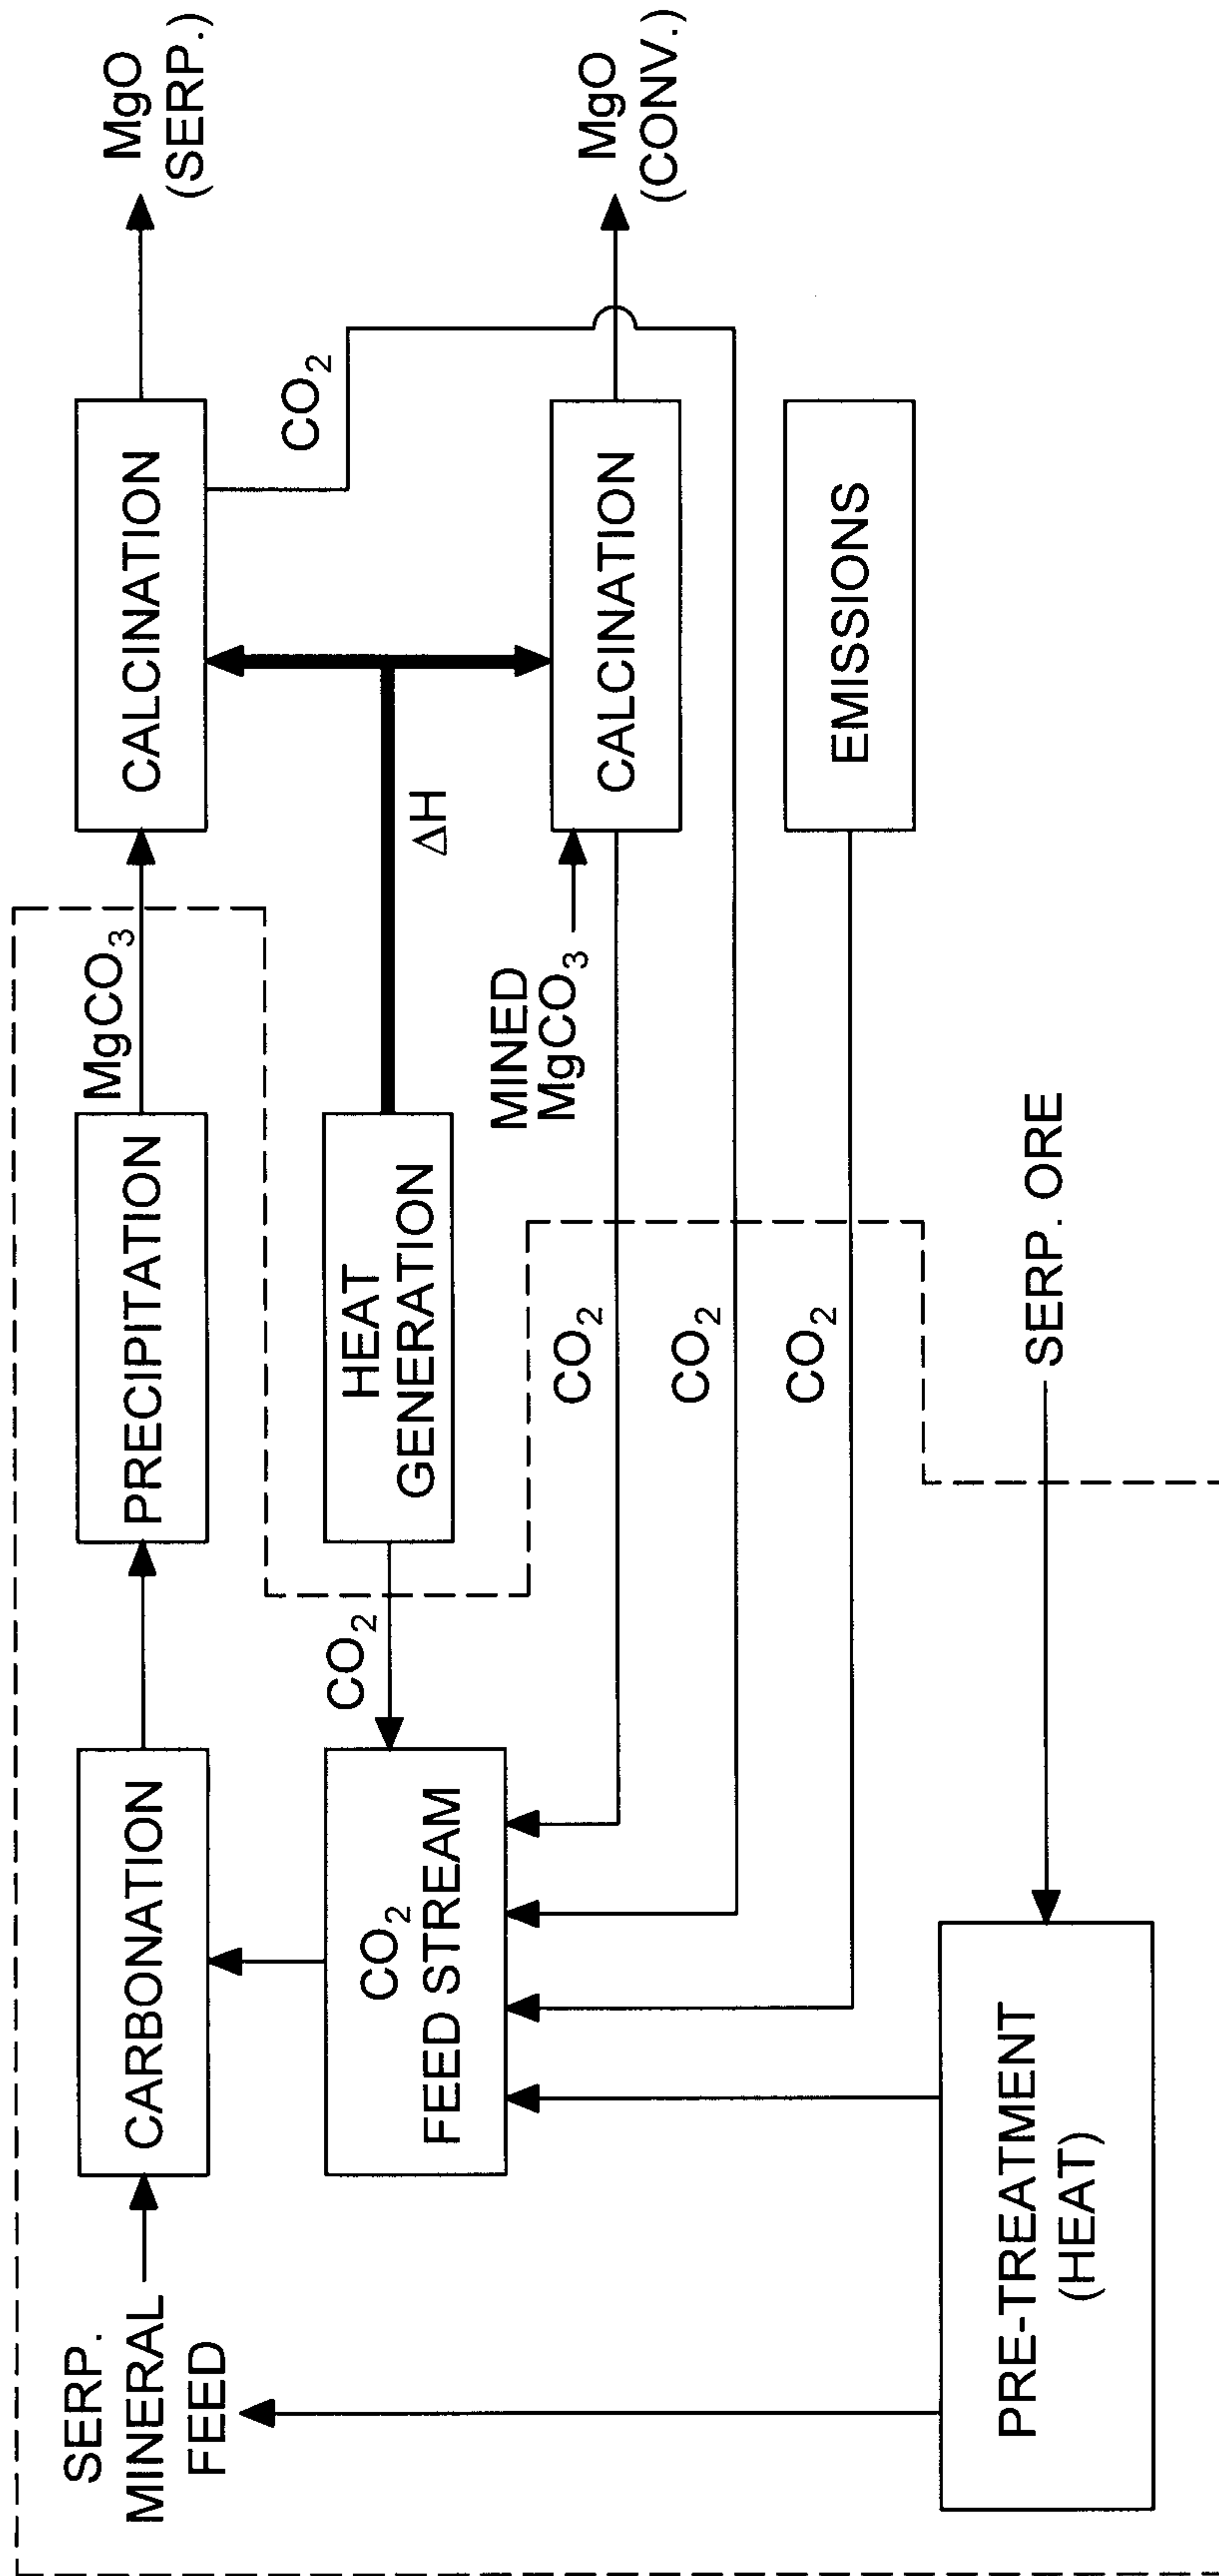 SERP.
MINERAL
FEED
CARBONATION
PRECIPITATION
MgCO₃
CALCINATION
MgO
(SERP.)
CO₂
FEED STREAM
CO₂
HEAT
GENERATION
ΔH
CO₂
MINED
MgCO₃
CALCINATION
MgO
(CONV.)
CO₂
CO₂
CO₂
EMISSIONS
PRE-TREATMENT
(HEAT)
SERP. ORE